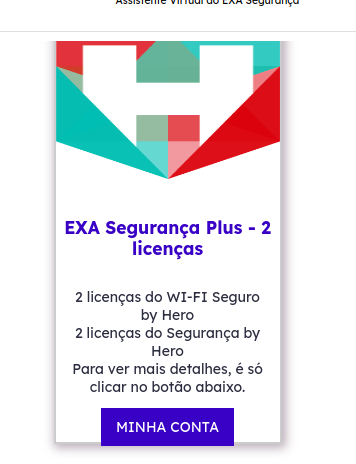 Assistente Virtual do EXA Segurança
EXA Segurança Plus - 2
licenças
2 licenças do WI-FI Seguro
by Hero
2 licenças do Segurança by
Hero
Para ver mais detalhes, é só
clicar no botão abaixo.
MINHA CONTA